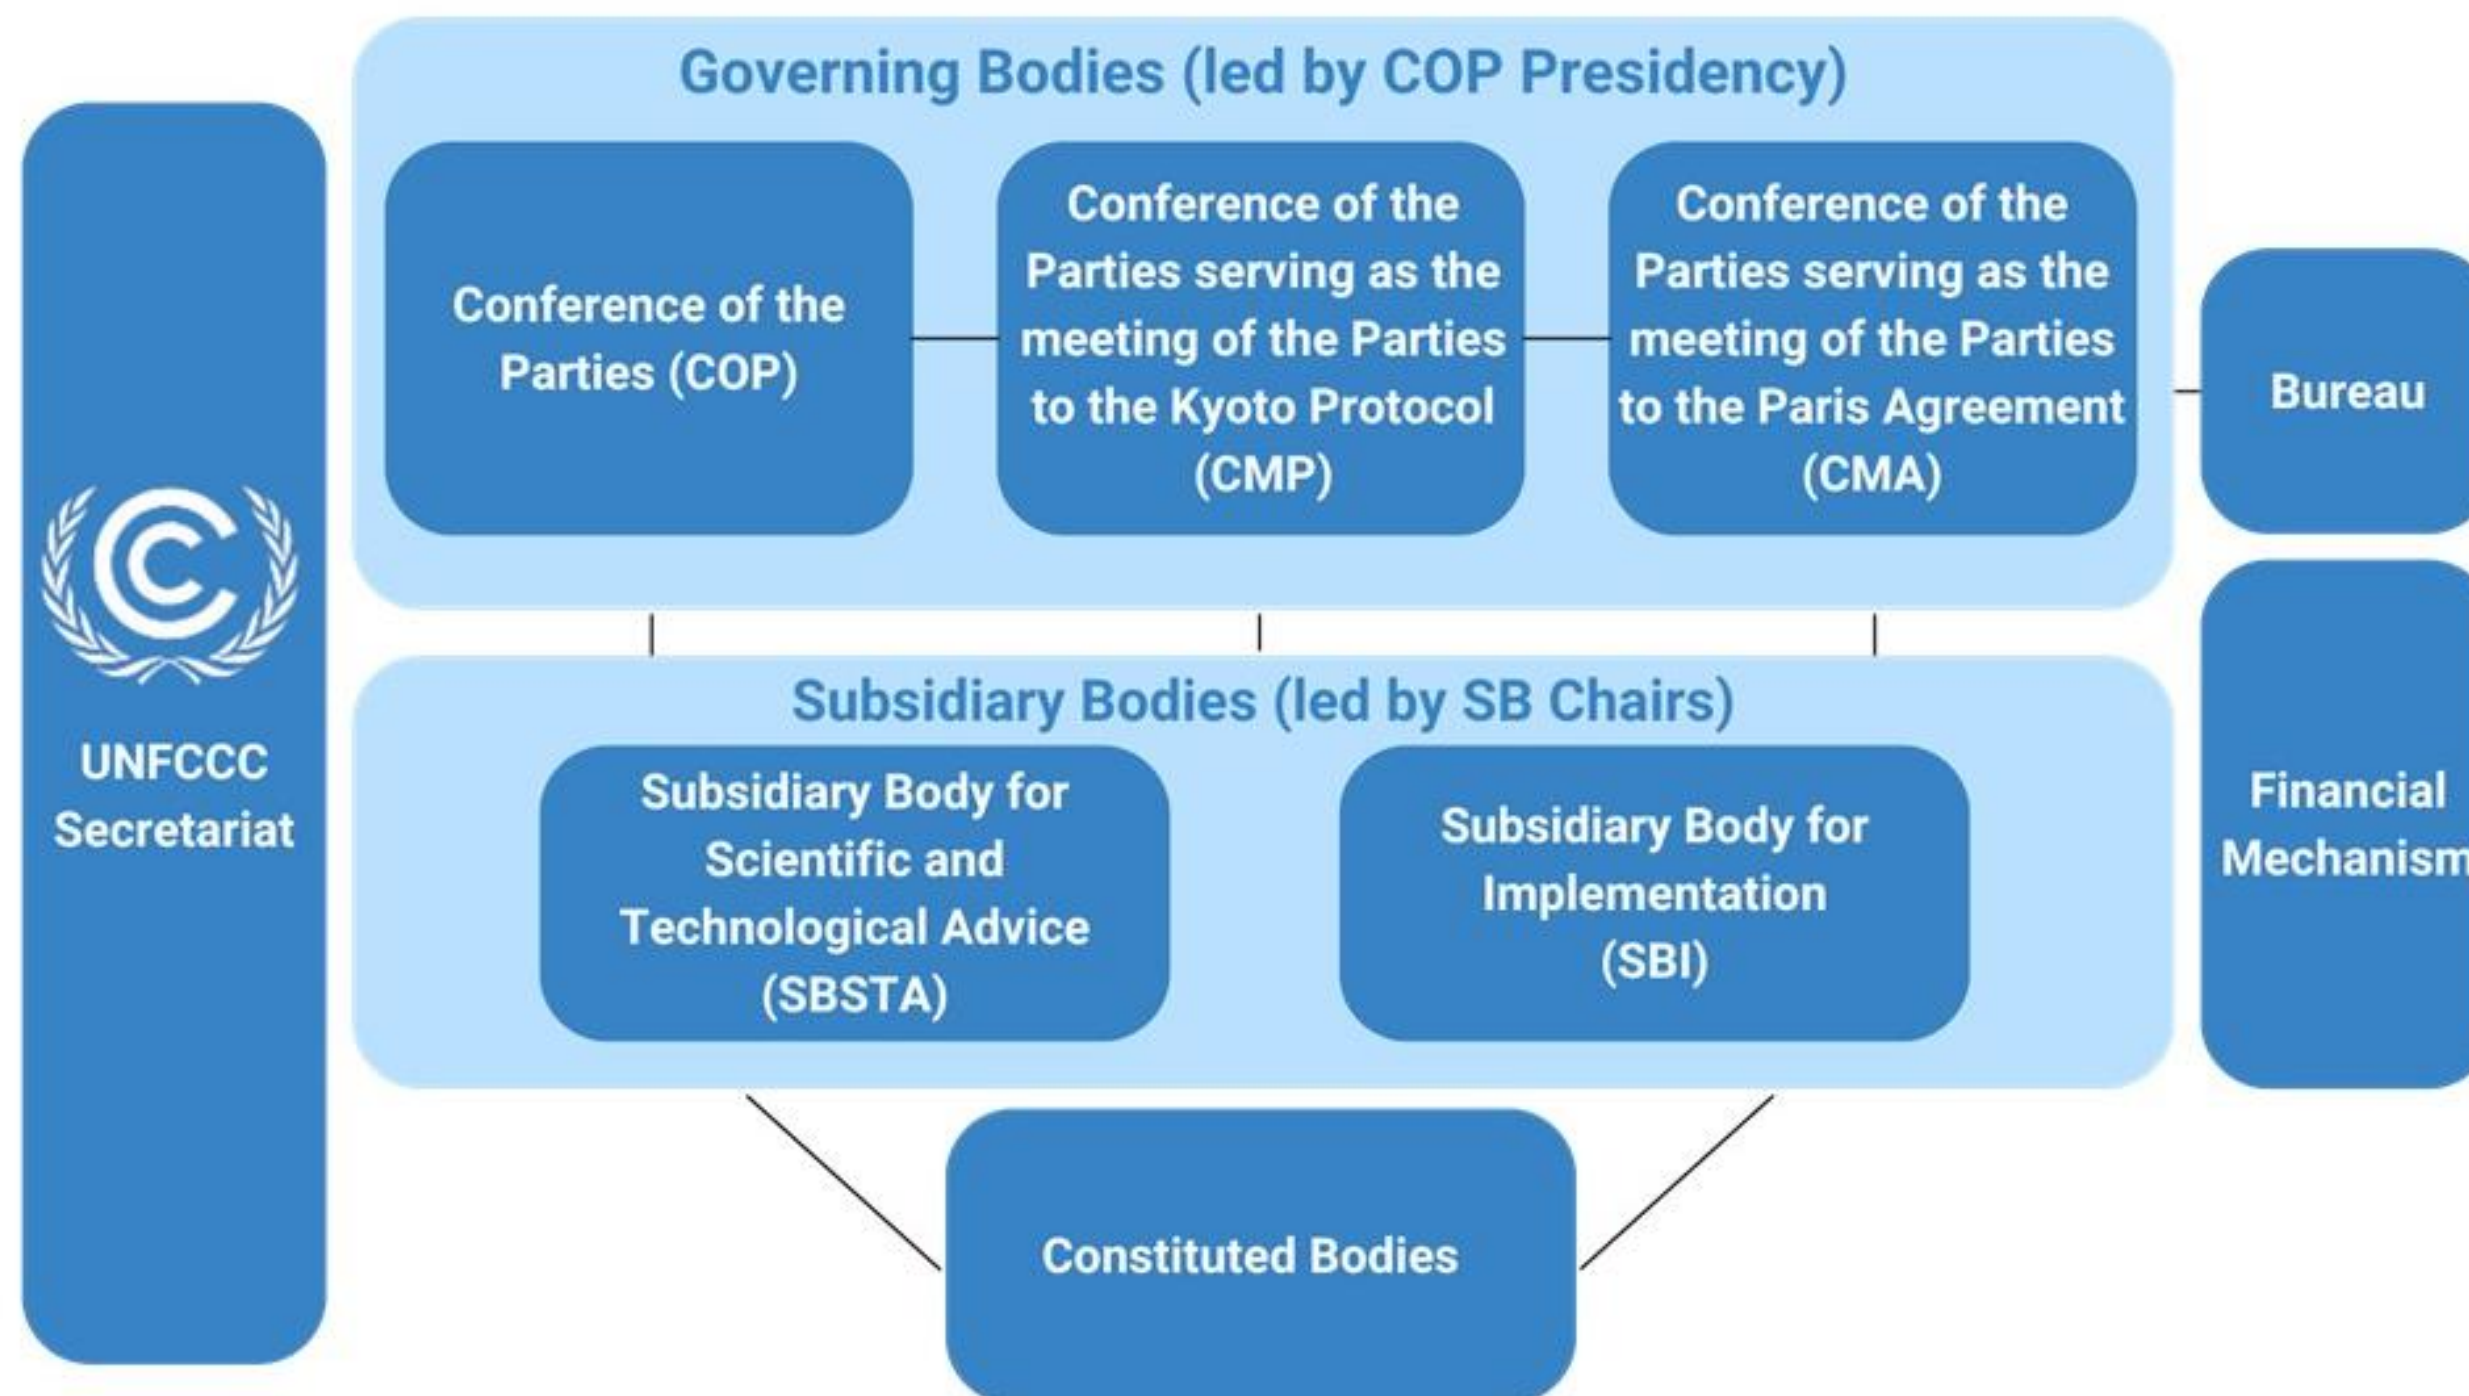 Governing Bodies (led by COP Presidency)
Conference of the
Parties (COP)
Conference of the
Parties serving as the
meeting of the Parties
to the Kyoto Protocol
(CMP)
Conference of the
Parties serving as the
meeting of the Parties
to the Paris Agreement
(CMA)
Bureau
UNFCCC
Secretariat
Subsidiary Bodies (led by SB Chairs)
Subsidiary Body for
Scientific and
Technological Advice
(SBSTA)
Subsidiary Body for
Implementation
(SBI)
Financial
Mechanism
Constituted Bodies